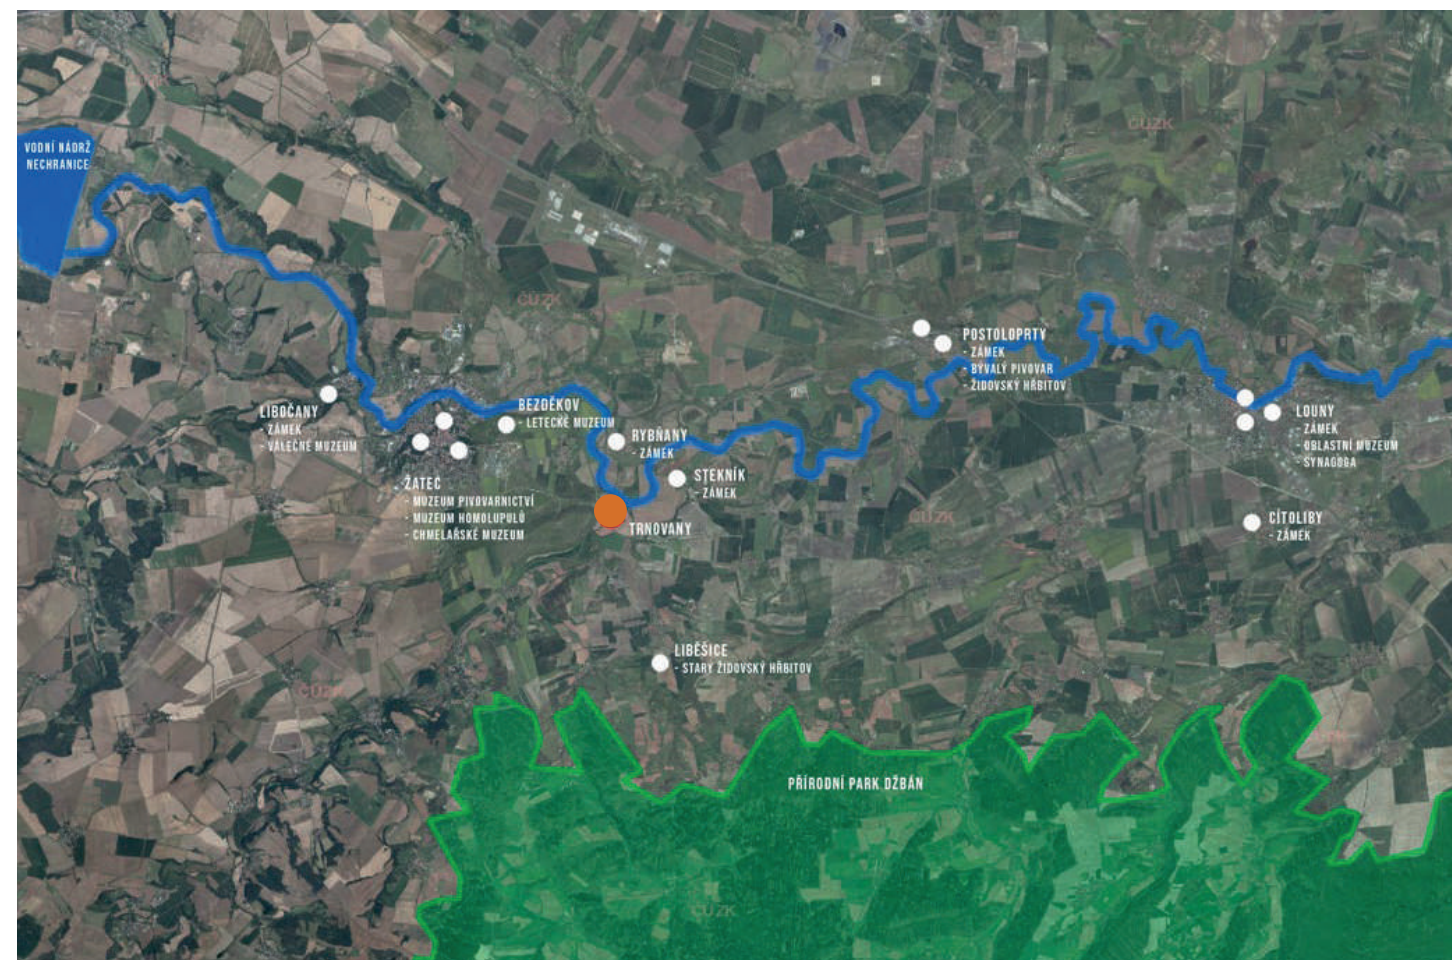 VODNÍ NÁDRŽ
NECHRANICE
ČÚZK
ČÚZK
POSTOLOPRTY
- ZÁMEK
- BÝVALÝ PIVOVAR
- ŽIDOVSKÝ HŘBITOV
LIBOČANY
- ZÁMEK
- VÁLEČNÉ MUZEUM
BEZDĚKOV
- LETECKÉ MUZEUM
RYBŇANY
- ZÁMEK
LOUNY
- ZÁMEK
- OBLASTNÍ MUZEUM
- SYNAGOGA
STEKNÍK
- ZÁMEK
ŽATEC
- MUZEUM PIVOVARNICTVÍ
- MUZEUM HOMOLUPULŮ
- CHMELAŘSKÉ MUZEUM
TRNOVANY
ČÚZK
CÍTOLIBY
- ZÁMEK
LIBĚŠICE
- STARY ŽIDOVSKÝ HŘBITOV
ČÚZK
PŘÍRODNÍ PARK DŽBÁN
ČÚZK